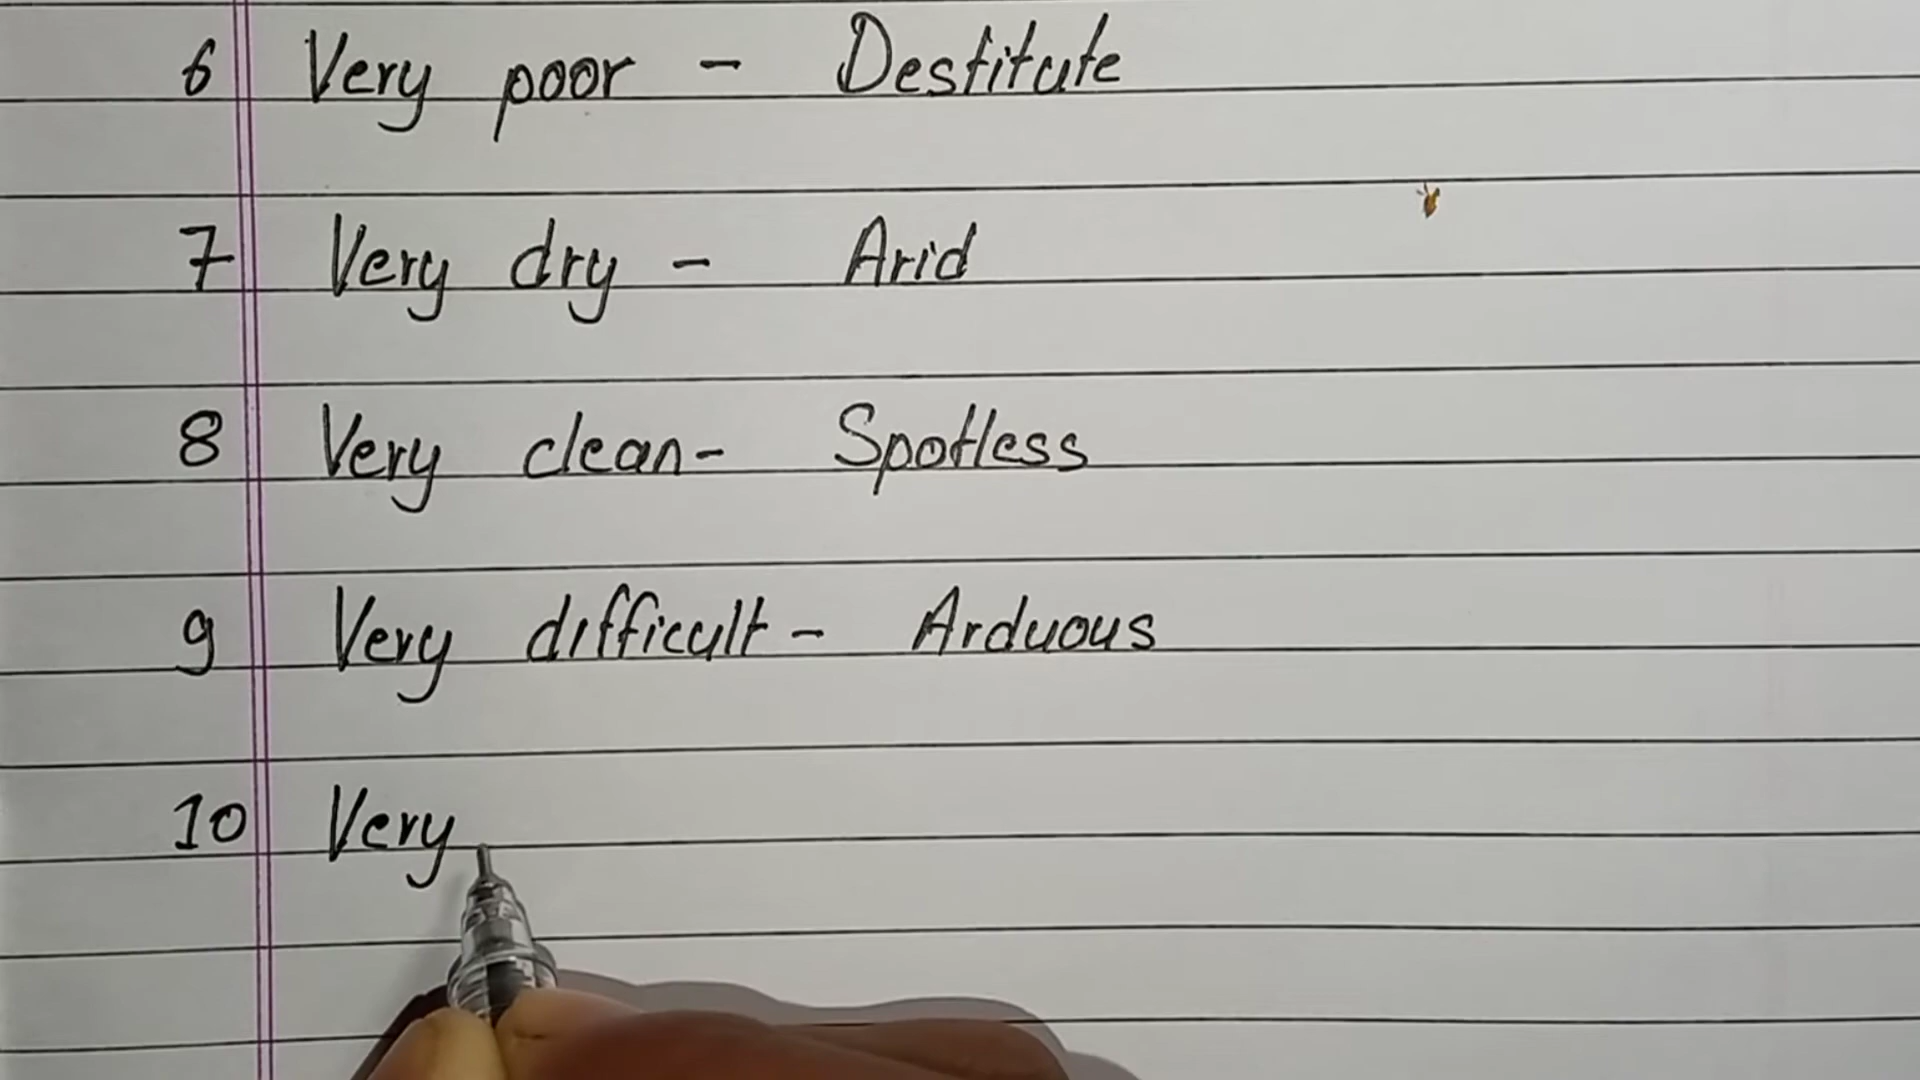 6 Very poor - Destitute
7 Very dry - Arid
8 Very clean- Spotless
9 Very difficult - Arduous
10 Very